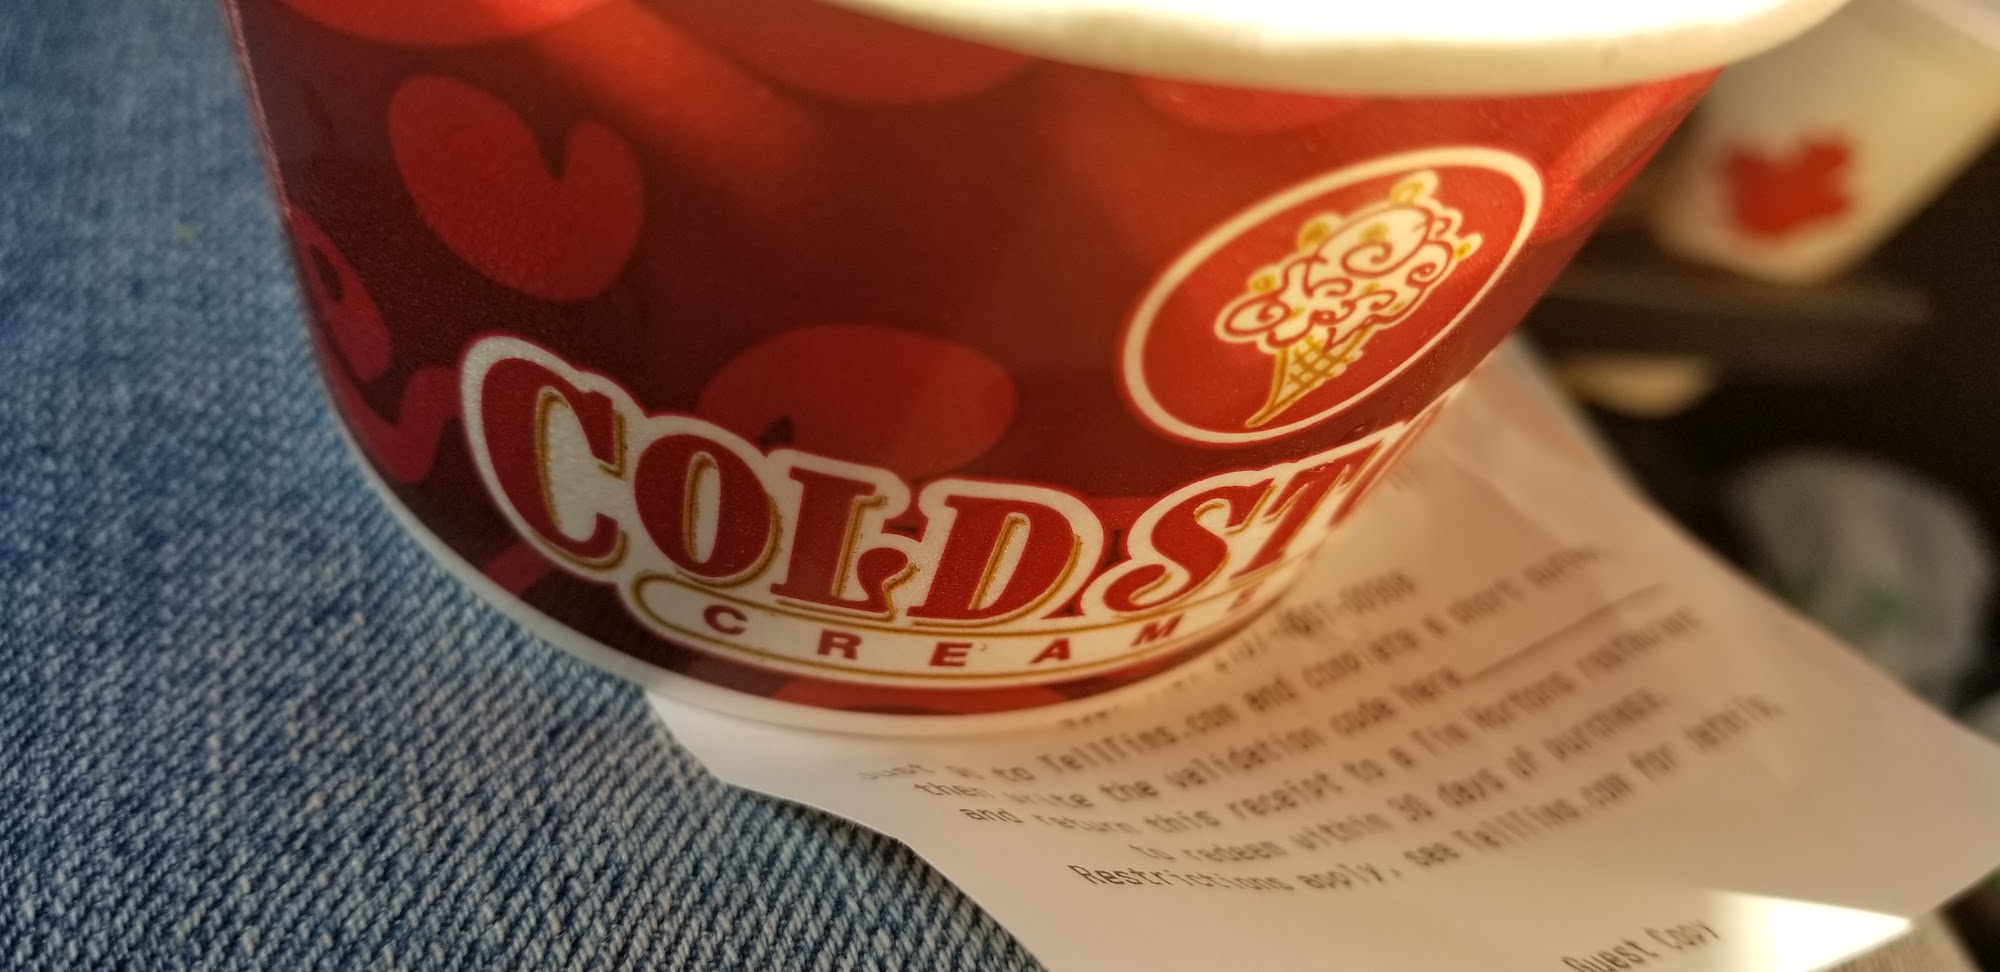 COLD ST
CREAME
to TellTims.com and complete a short survey,
then write the validation code here
and return this receipt to a Tim Hortons restaurant
to redeem within 30 days of purchase.
Restrictions apply, see TellTims.com for details.
Guest Copy